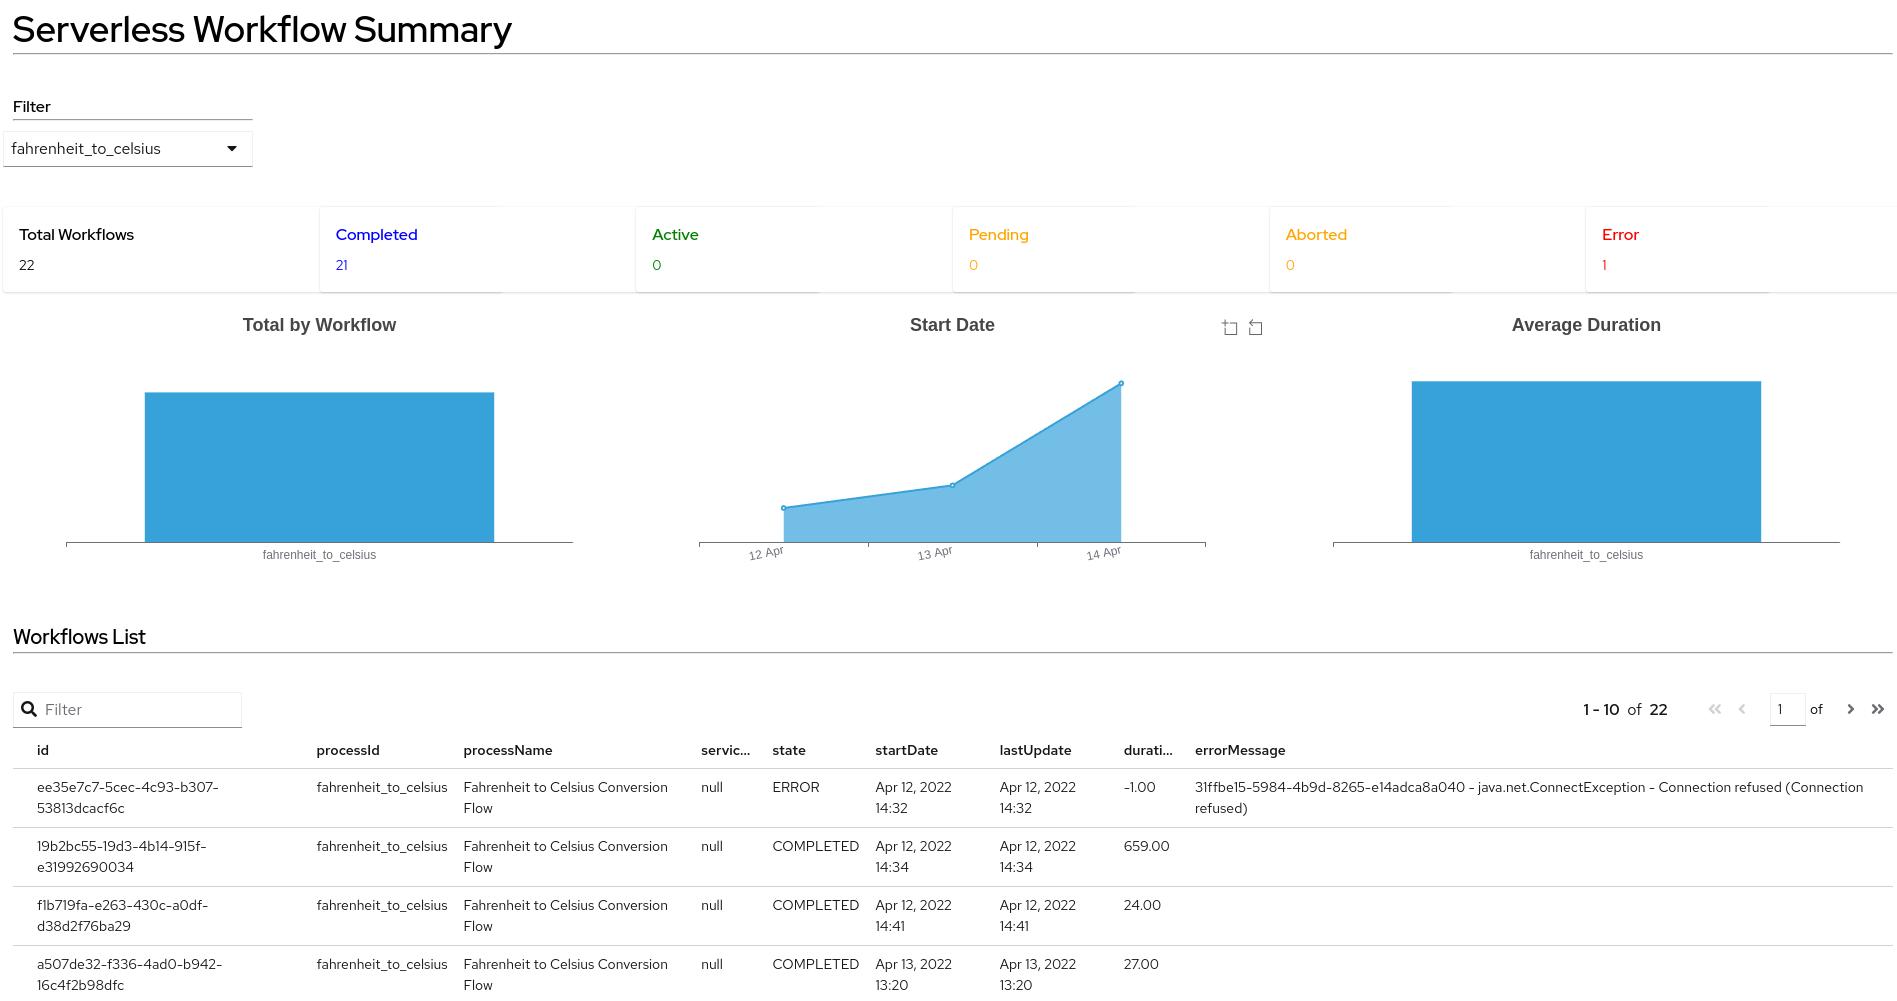 Serverless Workflow Summary
Filter
fahrenheit_to_celsius
Total Workflows
22
Completed
21
Active
0
Pending
0
Aborted
0
Error
1
Total by Workflow
fahrenheit_to_celsius
Start Date
12 Apr
13 Apr
14 Apr
Average Duration
fahrenheit_to_celsius
Workflows List
Filter
1 - 10 of 22
1 of
id processId processName servic... state startDate lastUpdate durati... errorMessage
ee35e7c7-5cec-4c93-b307- fahrenheit_to_celsius Fahrenheit to Celsius Conversion null ERROR Apr 12, 2022 Apr 12, 2022 -1.00 31ffbe15-5984-4b9d-8265-e14adca8a040 - java.net.ConnectException - Connection refused (Connection
53813dcacf6c Flow 14:32 14:32 refused)
19b2bc55-19d3-4b14-915f- fahrenheit_to_celsius Fahrenheit to Celsius Conversion null COMPLETED Apr 12, 2022 Apr 12, 2022 659.00
e31992690034 Flow 14:34 14:34
f1b719fa-e263-430c-a0df- fahrenheit_to_celsius Fahrenheit to Celsius Conversion null COMPLETED Apr 12, 2022 Apr 12, 2022 24.00
d38d2f76ba29 Flow 14:41 14:41
a507de32-f336-4ad0-b942- fahrenheit_to_celsius Fahrenheit to Celsius Conversion null COMPLETED Apr 13, 2022 Apr 13, 2022 27.00
16c4f2b98dfc Flow 13:20 13:20